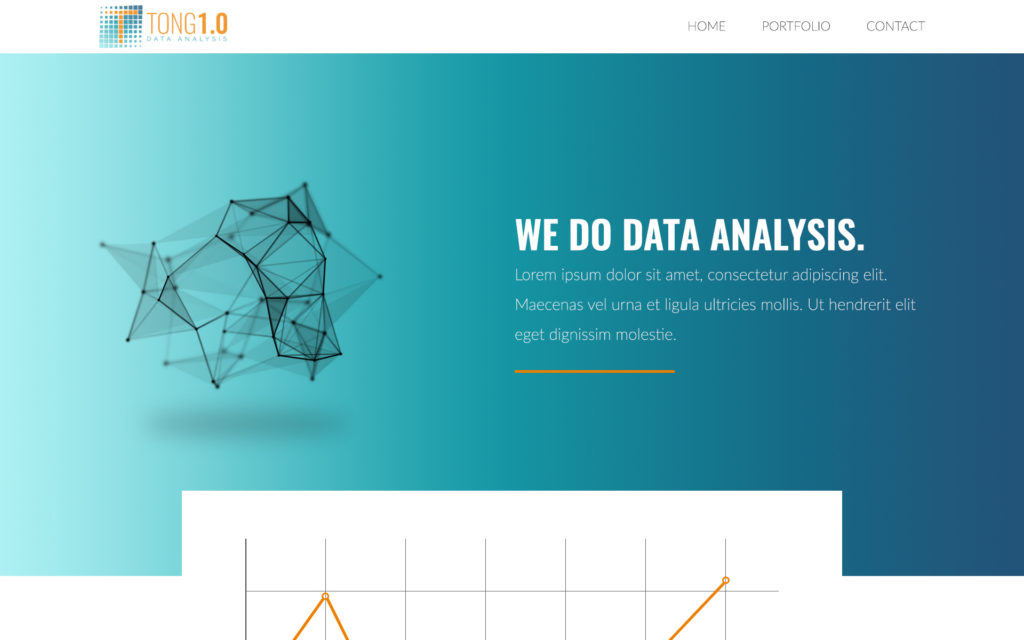 TONG1.0
DATA ANALYSIS
HOME
PORTFOLIO
CONTACT
WE DO DATA ANALYSIS.
Lorem ipsum dolor sit amet, consectetur adipiscing elit.
Maecenas vel urna et ligula ultricies mollis. Ut hendrerit elit
eget dignissim molestie.